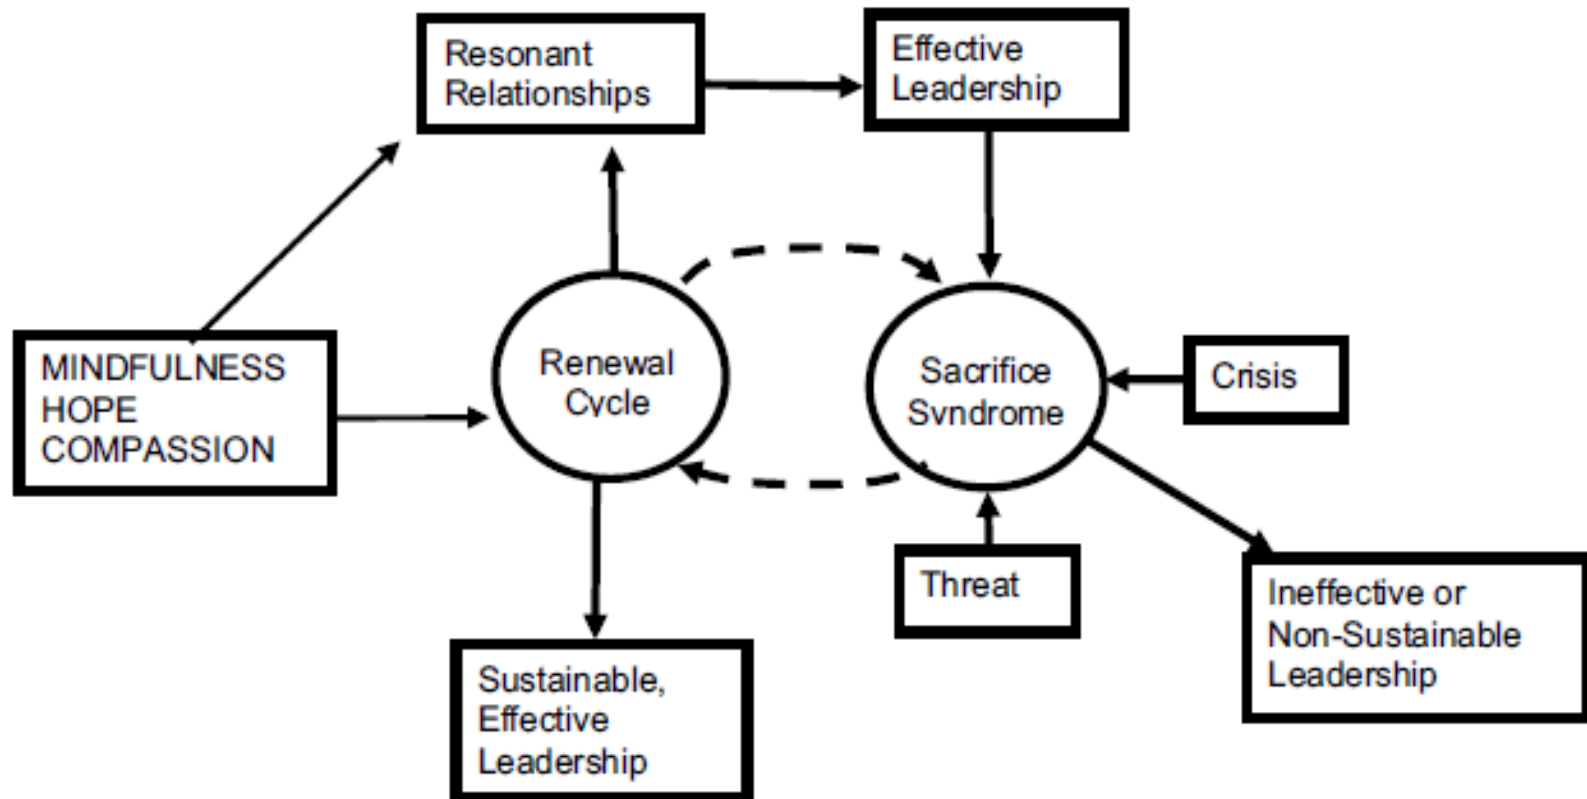 Resonant
Relationships
Effective
Leadership
MINDFULNESS
HOPE
COMPASSION
Renewal
Cycle
Sacrifice
Syndrome
Crisis
Threat
Ineffective or
Non-Sustainable
Leadership
Sustainable,
Effective
Leadership